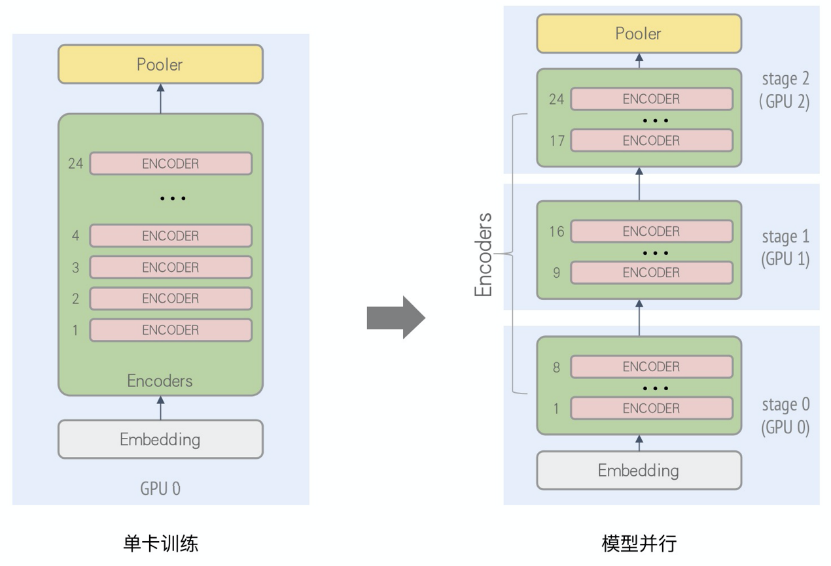 Pooler
24 ENCODER
...
4 ENCODER
3 ENCODER
2 ENCODER
1 ENCODER
Encoders
Embedding
GPU 0
单卡训练
Pooler
stage 2
(GPU 2)
24 ENCODER
...
17 ENCODER
Encoders
16 ENCODER
...
9 ENCODER
stage 1
(GPU 1)
8 ENCODER
...
1 ENCODER
stage 0
(GPU 0)
Embedding
模型并行